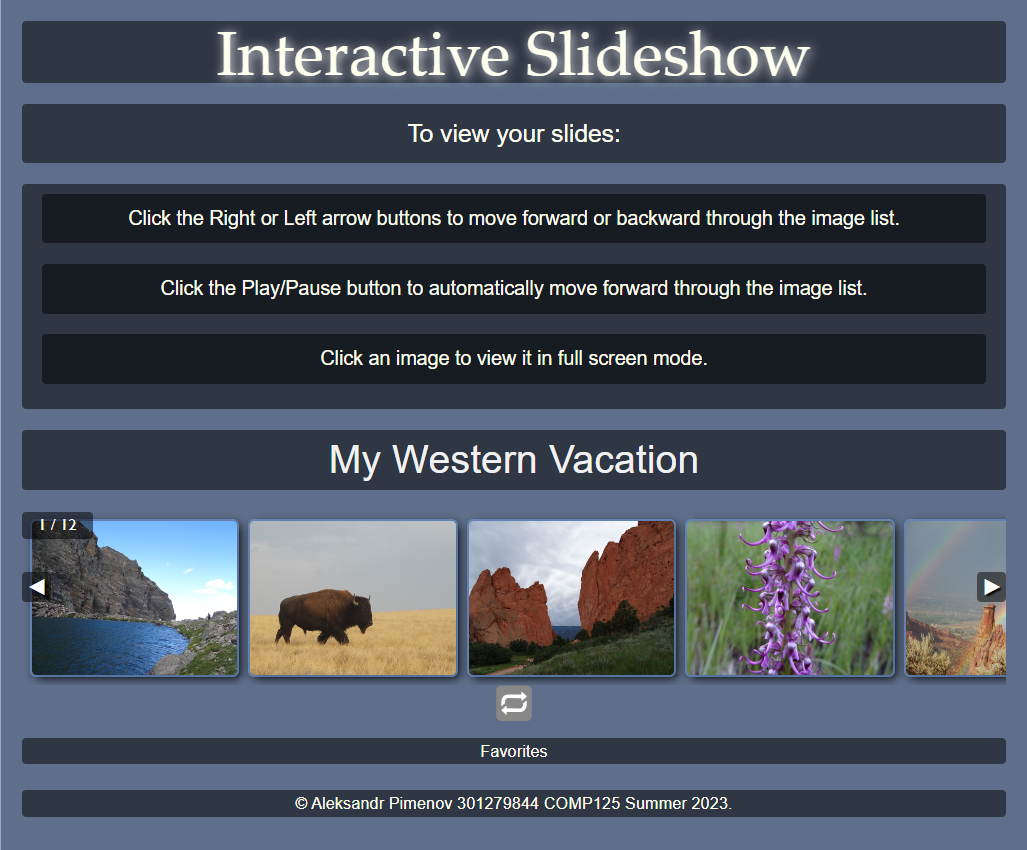 Interactive Slideshow
To view your slides:
Click the Right or Left arrow buttons to move forward or backward through the image list.
Click the Play/Pause button to automatically move forward through the image list.
Click an image to view it in full screen mode.
My Western Vacation
1 / 12
Favorites
© Aleksandr Pimenov 301279844 COMP125 Summer 2023.